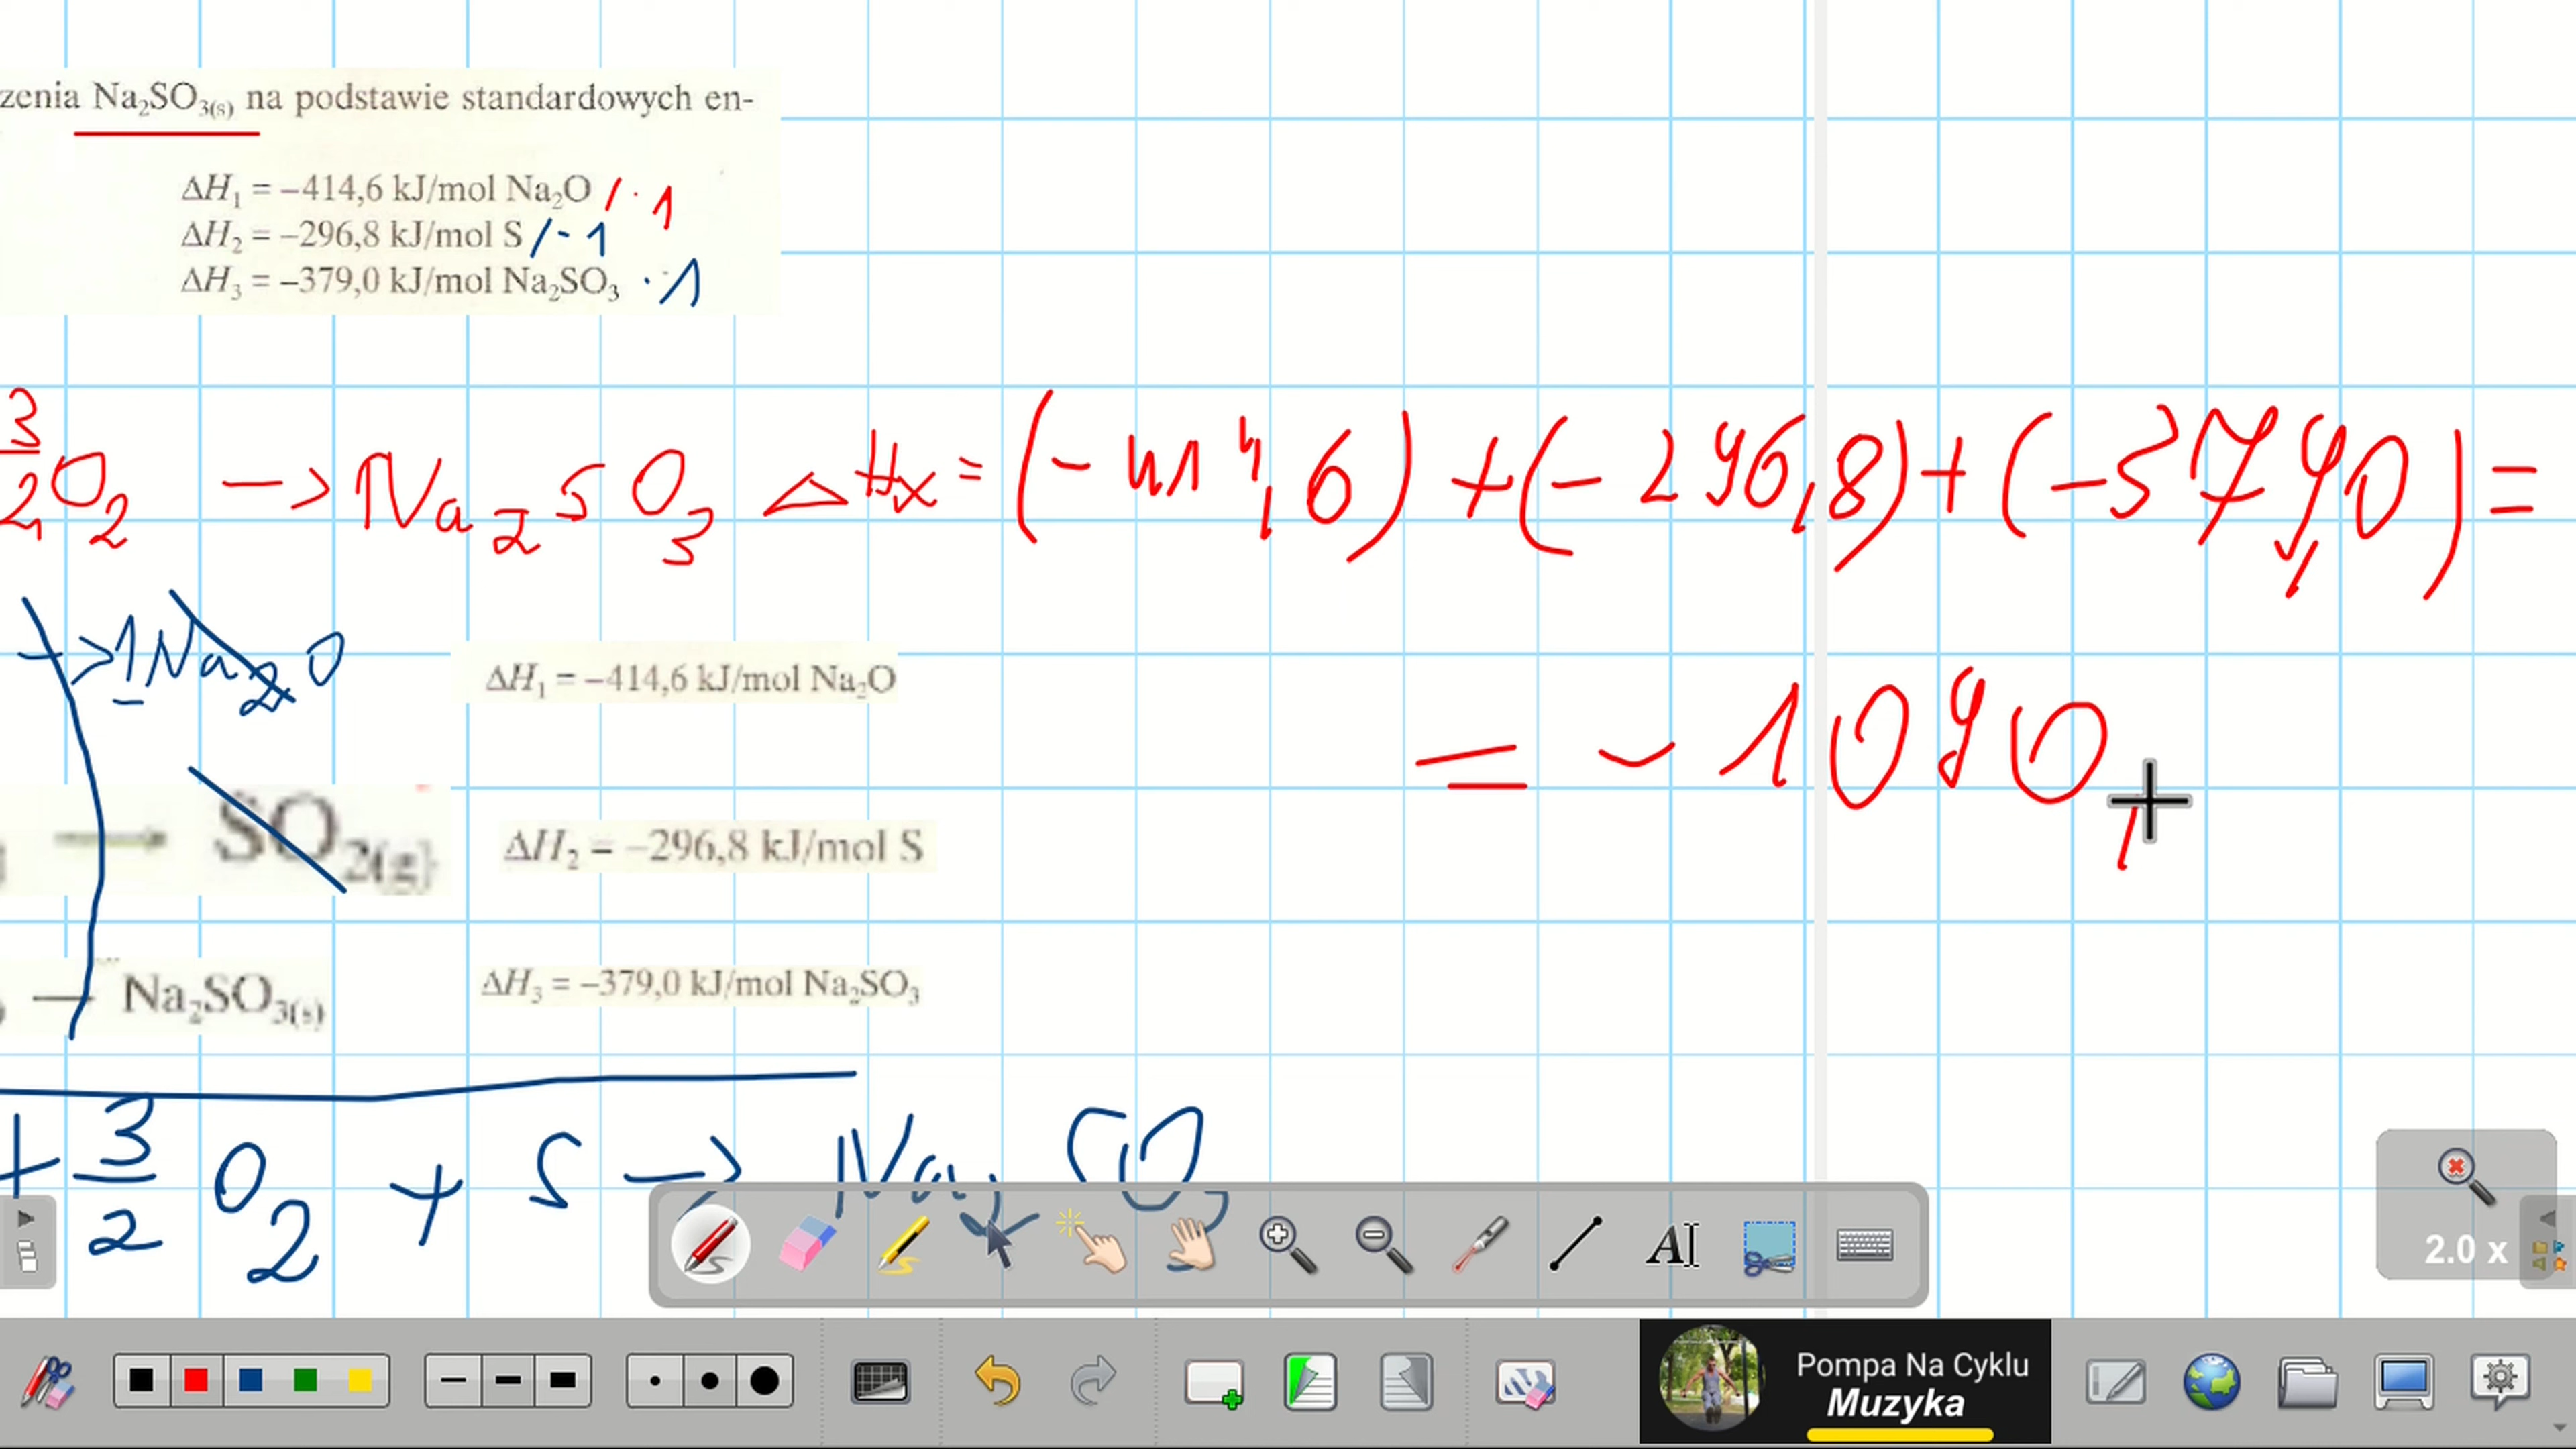 zenia Na₂SO₃₍ₛ₎ na podstawie standardowych en-
ΔH₁ = –414,6 kJ/mol Na₂O / · 1
ΔH₂ = –296,8 kJ/mol S / · 1
ΔH₃ = –379,0 kJ/mol Na₂SO₃ · 1
3/2 O₂ → Na₂SO₃ ΔHx = (-414,6) + (-296,8) + (-379,0) =
→ 1Na₂O ΔH₁ = –414,6 kJ/mol Na₂O
= -1090,
→ SO₂(g) ΔH₂ = –296,8 kJ/mol S
Na₂SO₃₍ₛ₎ ΔH₃ = –379,0 kJ/mol Na₂SO₃
+ 3/2 O₂ + S → Na₂SO₃
AI
2.0 x
Pompa Na Cyklu
Muzyka